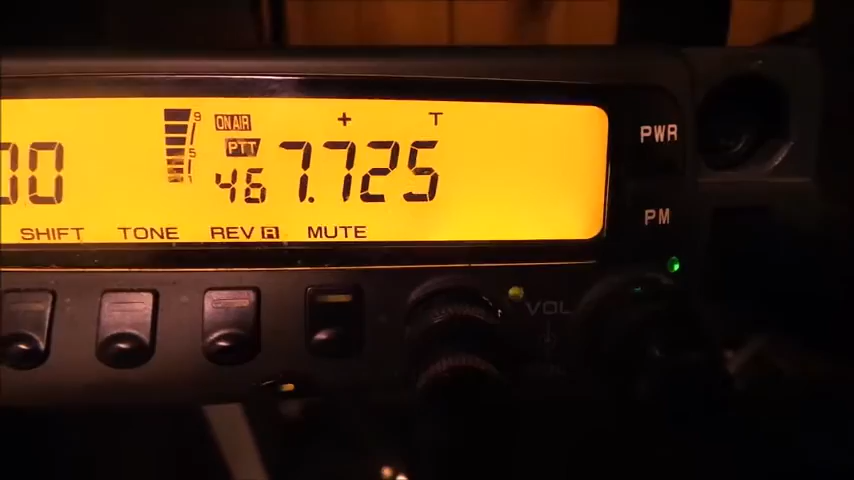 9 ON AIR + T
PTT
5
00 1 46 7.725
SHIFT TONE REV R MUTE
PWR
PM
VOL